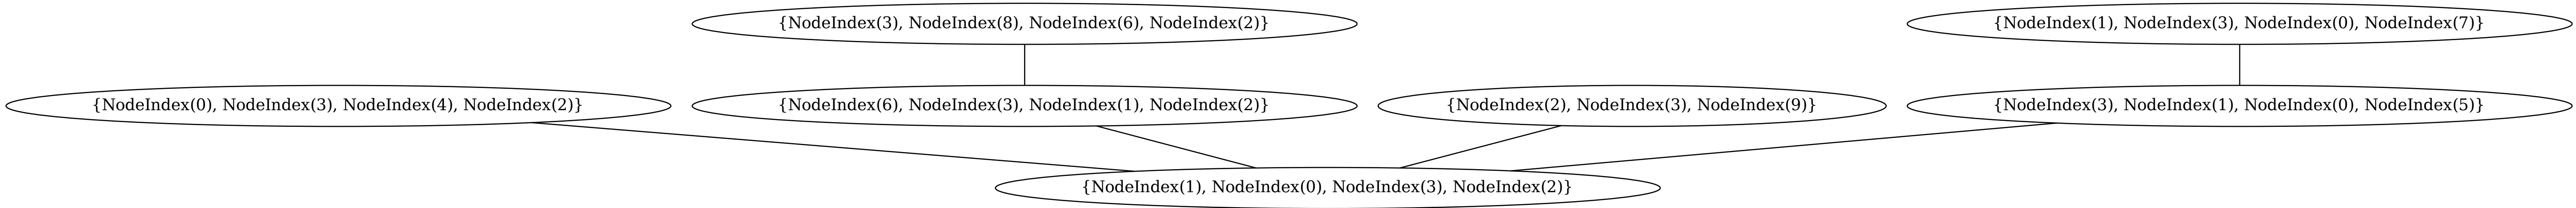 {NodeIndex(3), NodeIndex(8), NodeIndex(6), NodeIndex(2)}
{NodeIndex(1), NodeIndex(3), NodeIndex(0), NodeIndex(7)}
{NodeIndex(0), NodeIndex(3), NodeIndex(4), NodeIndex(2)}
{NodeIndex(6), NodeIndex(3), NodeIndex(1), NodeIndex(2)}
{NodeIndex(2), NodeIndex(3), NodeIndex(9)}
{NodeIndex(3), NodeIndex(1), NodeIndex(0), NodeIndex(5)}
{NodeIndex(1), NodeIndex(0), NodeIndex(3), NodeIndex(2)}